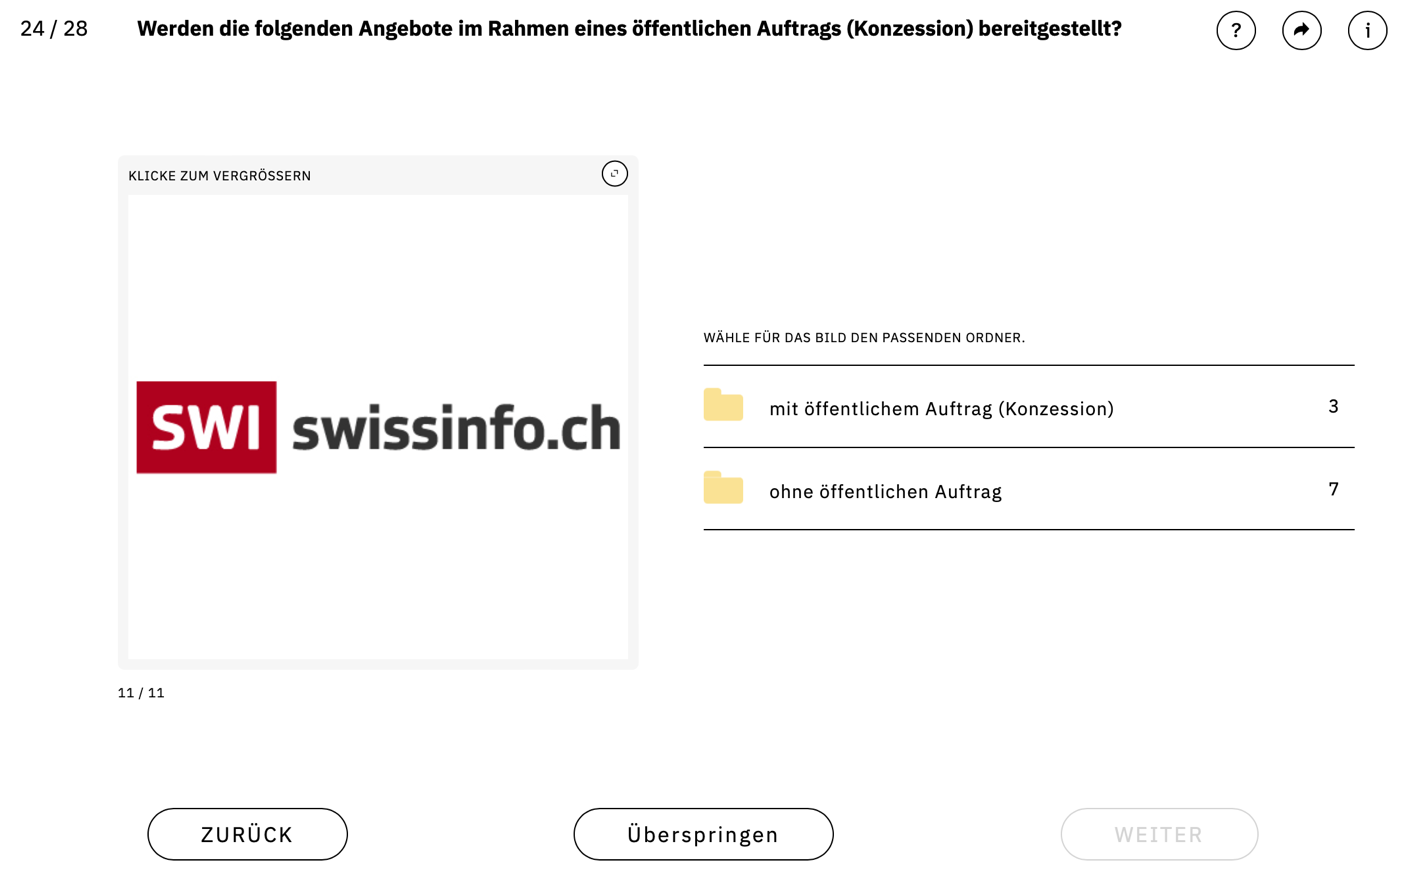 24 / 28
Werden die folgenden Angebote im Rahmen eines öffentlichen Auftrags (Konzession) bereitgestellt?
?
i
KLICKE ZUM VERGRÖSSERN
SWI swissinfo.ch
11 / 11
WÄHLE FÜR DAS BILD DEN PASSENDEN ORDNER.
mit öffentlichem Auftrag (Konzession) 3
ohne öffentlichen Auftrag 7
ZURÜCK
Überspringen
WEITER